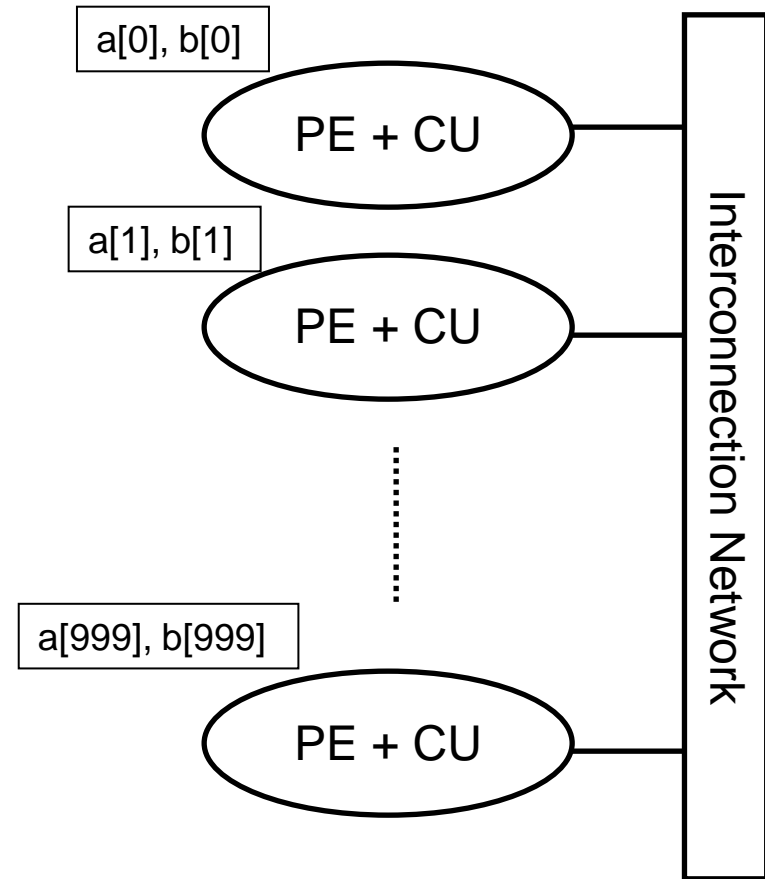 a[0], b[0]
PE + CU
a[1], b[1]
PE + CU
a[999], b[999]
PE + CU
Interconnection Network